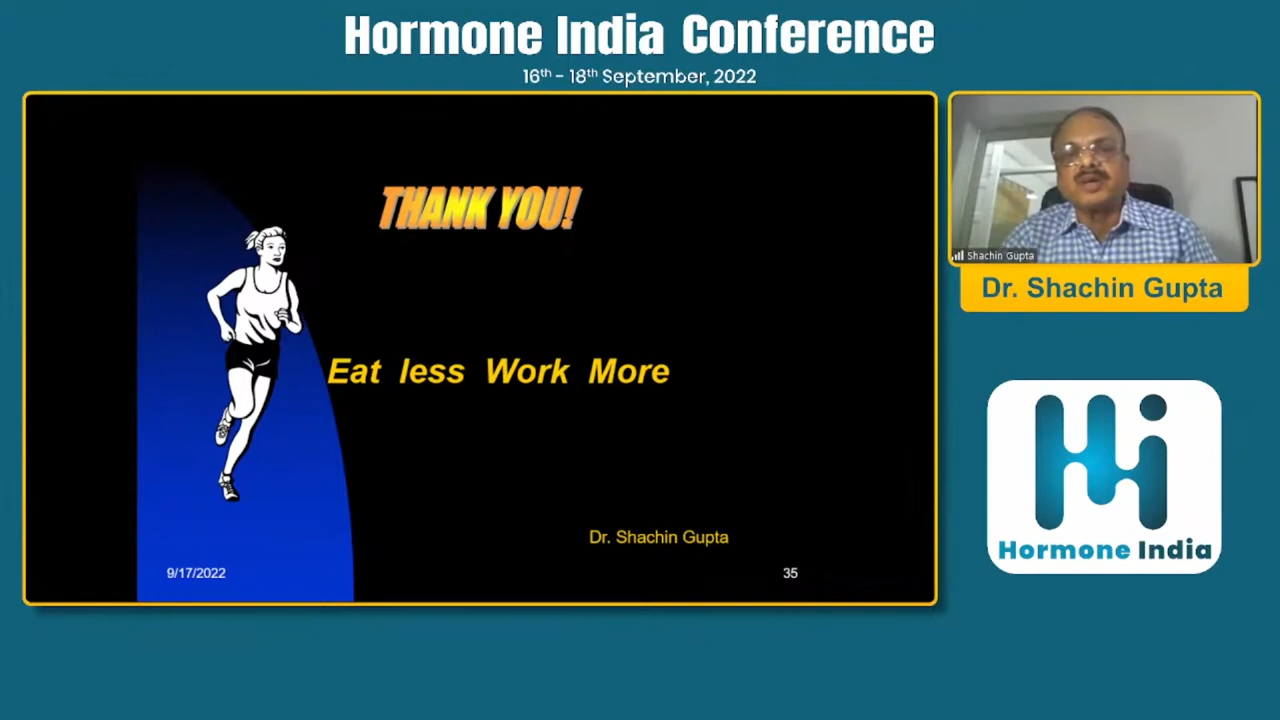 Hormone India Conference
16th - 18th September, 2022
THANK YOU!
Eat less Work More
Dr. Shachin Gupta
9/17/2022
35
Shachin Gupta
Dr. Shachin Gupta
Hi
Hormone India